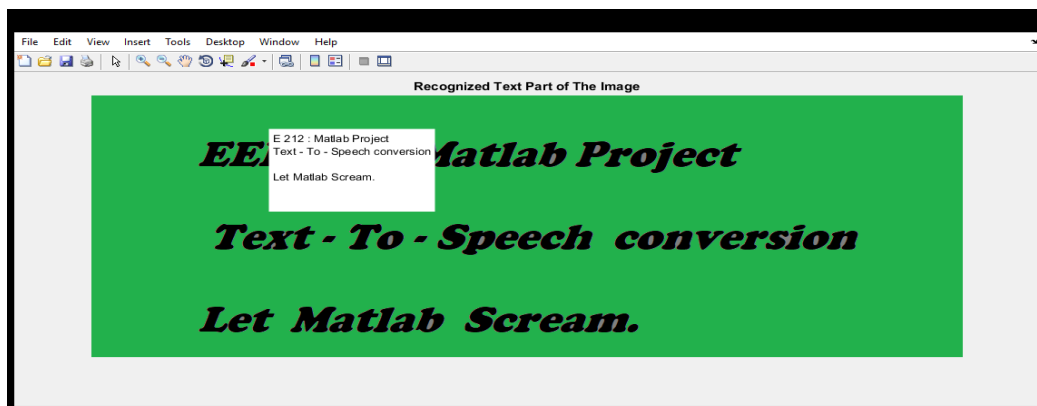 File Edit View Insert Tools Desktop Window Help
Recognized Text Part of The Image
E 212 : Matlab Project
Text - To - Speech conversion
Let Matlab Scream.
Matlab Project
Text - To - Speech conversion
Let Matlab Scream.